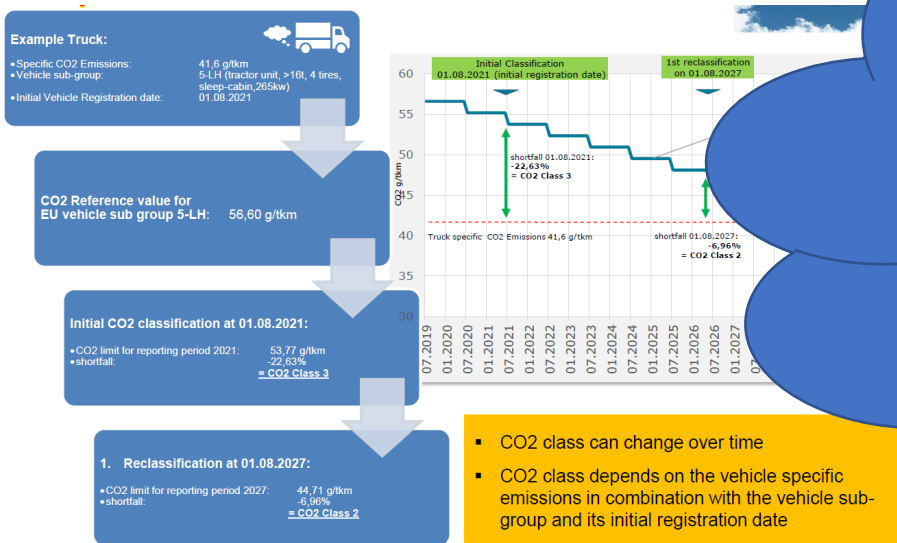 Example Truck:
•Specific CO2 Emissions: 41,6 g/tkm
•Vehicle sub-group: 5-LH (tractor unit, >16t, 4 tires,
sleep-cabin,265kw)
•Initial Vehicle Registration date: 01.08.2021
CO2 Reference value for
EU vehicle sub group 5-LH: 56,60 g/tkm
Initial CO2 classification at 01.08.2021:
•CO2 limit for reporting period 2021: 53,77 g/tkm
•shortfall: -22,63%
= CO2 Class 3
1. Reclassification at 01.08.2027:
•CO2 limit for reporting period 2027: 44,71 g/tkm
•shortfall: -6,96%
= CO2 Class 2
Initial Classification
01.08.2021 (initial registration date)
1st reclassification
on 01.08.2027
CO2 g/tkm
60
55
50
45
40
35
30
shortfall 01.08.2021:
-22,63%
= CO2 Class 3
Truck specific CO2 Emissions 41,6 g/tkm
shortfall 01.08.2027:
-6,96%
= CO2 Class 2
07.2019
01.2020
07.2020
01.2021
07.2021
01.2022
07.2022
01.2023
07.2023
01.2024
07.2024
01.2025
07.2025
01.2026
07.2026
01.2027
▪ CO2 class can change over time
▪ CO2 class depends on the vehicle specific
emissions in combination with the vehicle sub-
group and its initial registration date